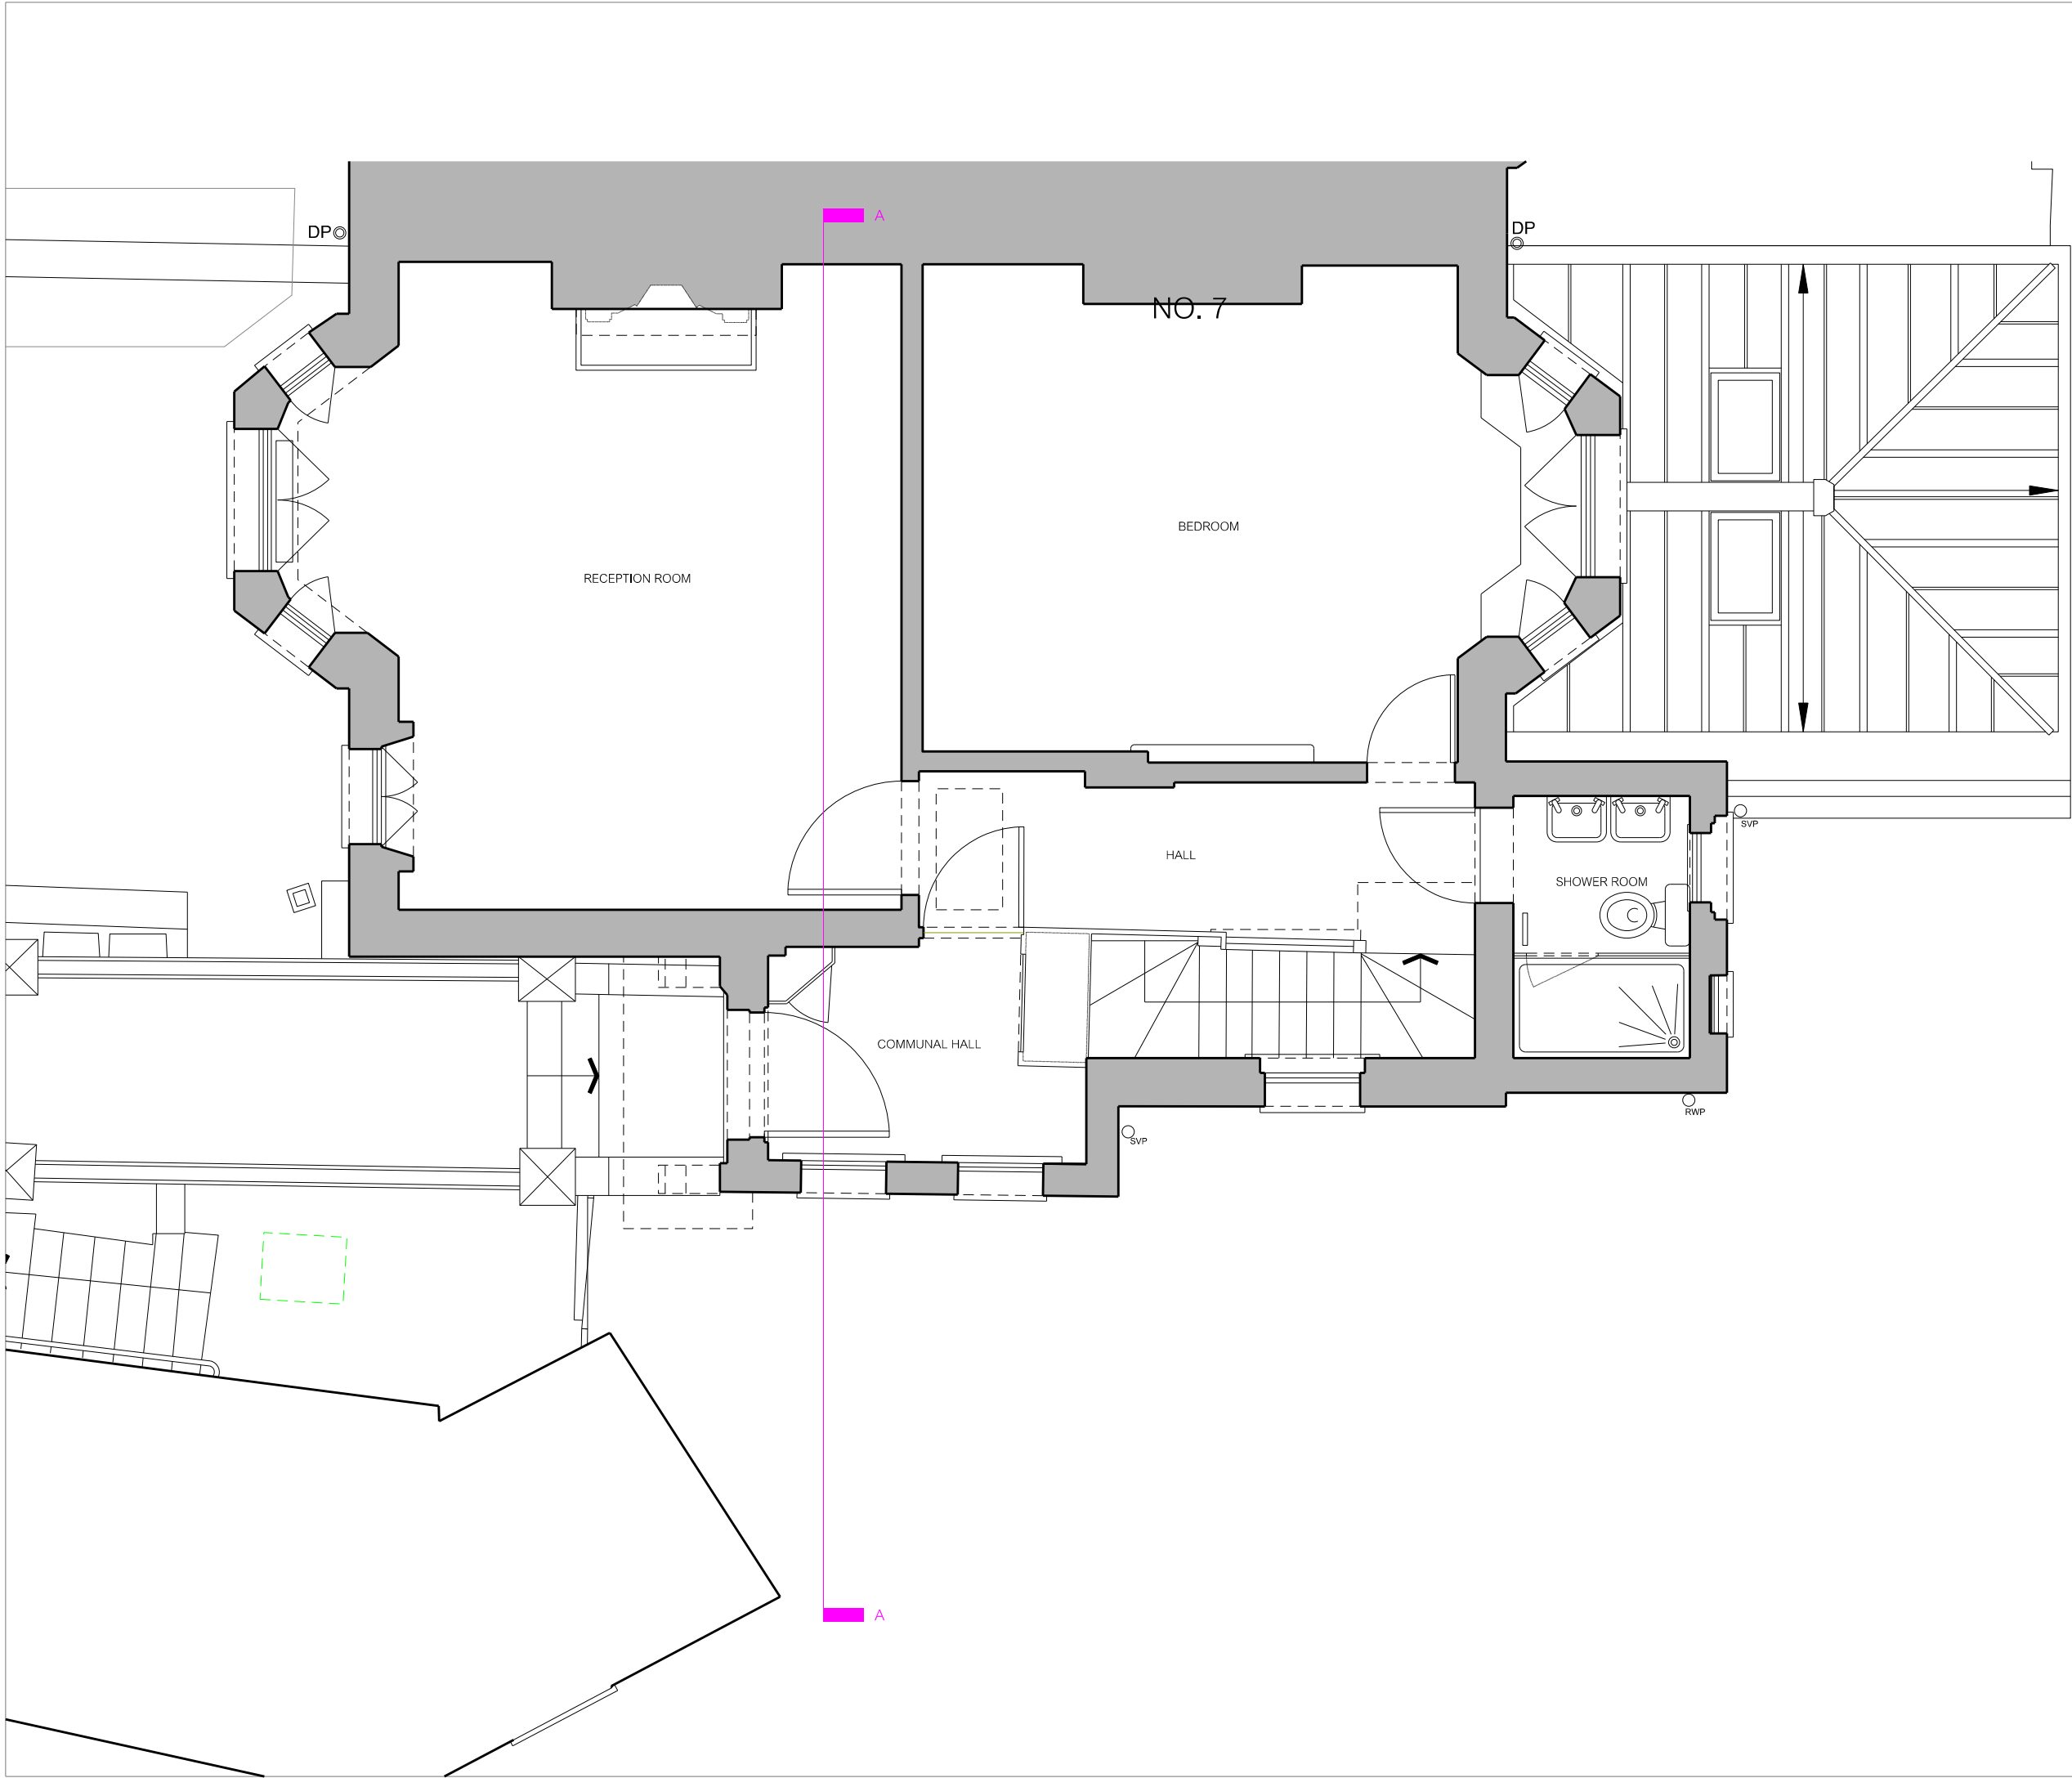 A
DP
DP
NO. 7
BEDROOM
RECEPTION ROOM
SVP
HALL
SHOWER ROOM
COMMUNAL HALL
RWP
SVP
A